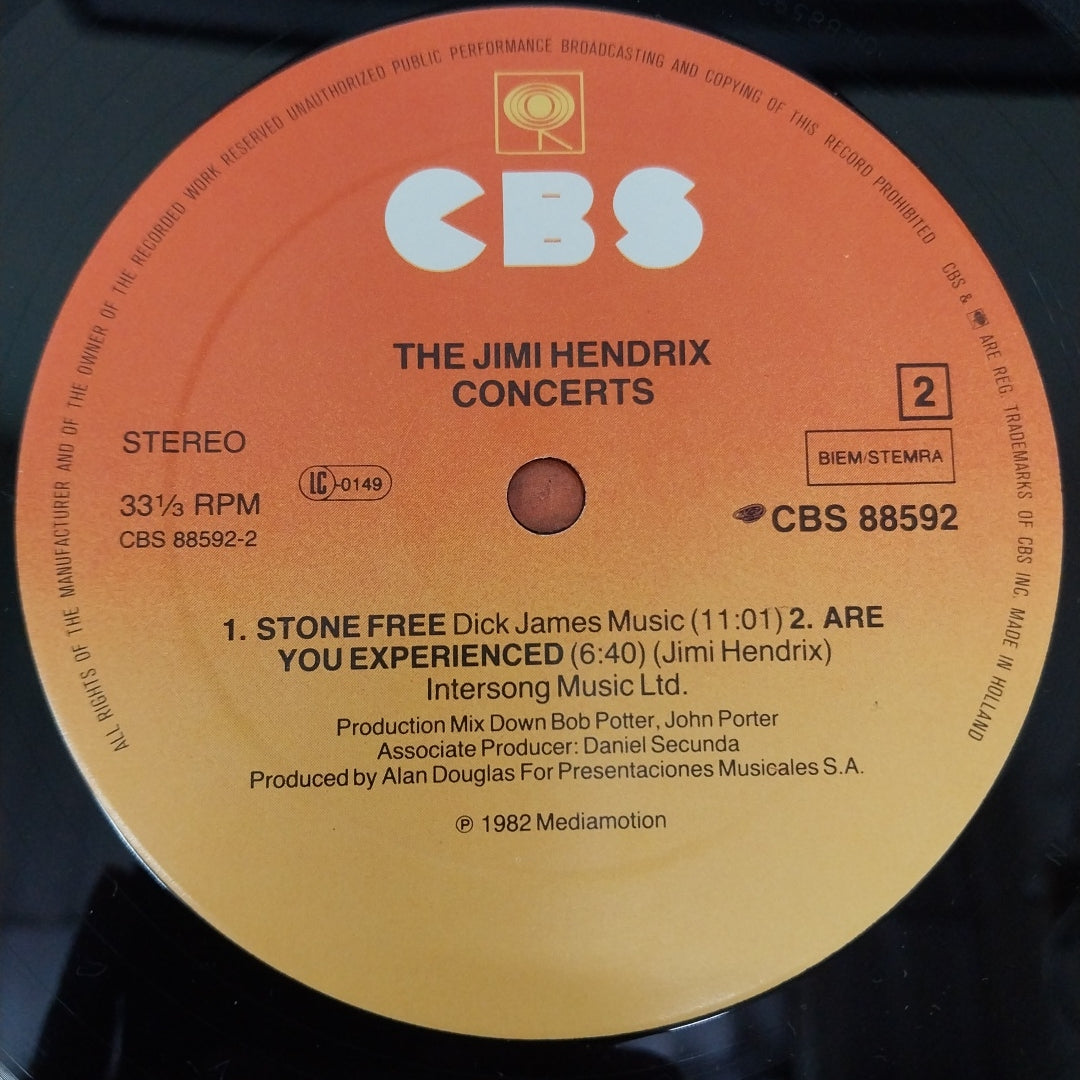 ALL RIGHTS OF THE MANUFACTURER AND OF THE OWNER OF THE RECORDED WORK RESERVED UNAUTHORIZED PUBLIC PERFORMANCE BROADCASTING AND COPYING OF THIS RECORD PROHIBITED
CBS & ARE REG. TRADEMARKS OF CBS INC. MADE IN HOLLAND
CBS
THE JIMI HENDRIX
CONCERTS
2
STEREO
BIEM/STEMRA
LC-0149
33⅓ RPM
CBS 88592
CBS 88592-2
1. STONE FREE Dick James Music (11:01) 2. ARE
YOU EXPERIENCED (6:40) (Jimi Hendrix)
Intersong Music Ltd.
Production Mix Down Bob Potter, John Porter
Associate Producer: Daniel Secunda
Produced by Alan Douglas For Presentaciones Musicales S.A.
℗ 1982 Mediamotion